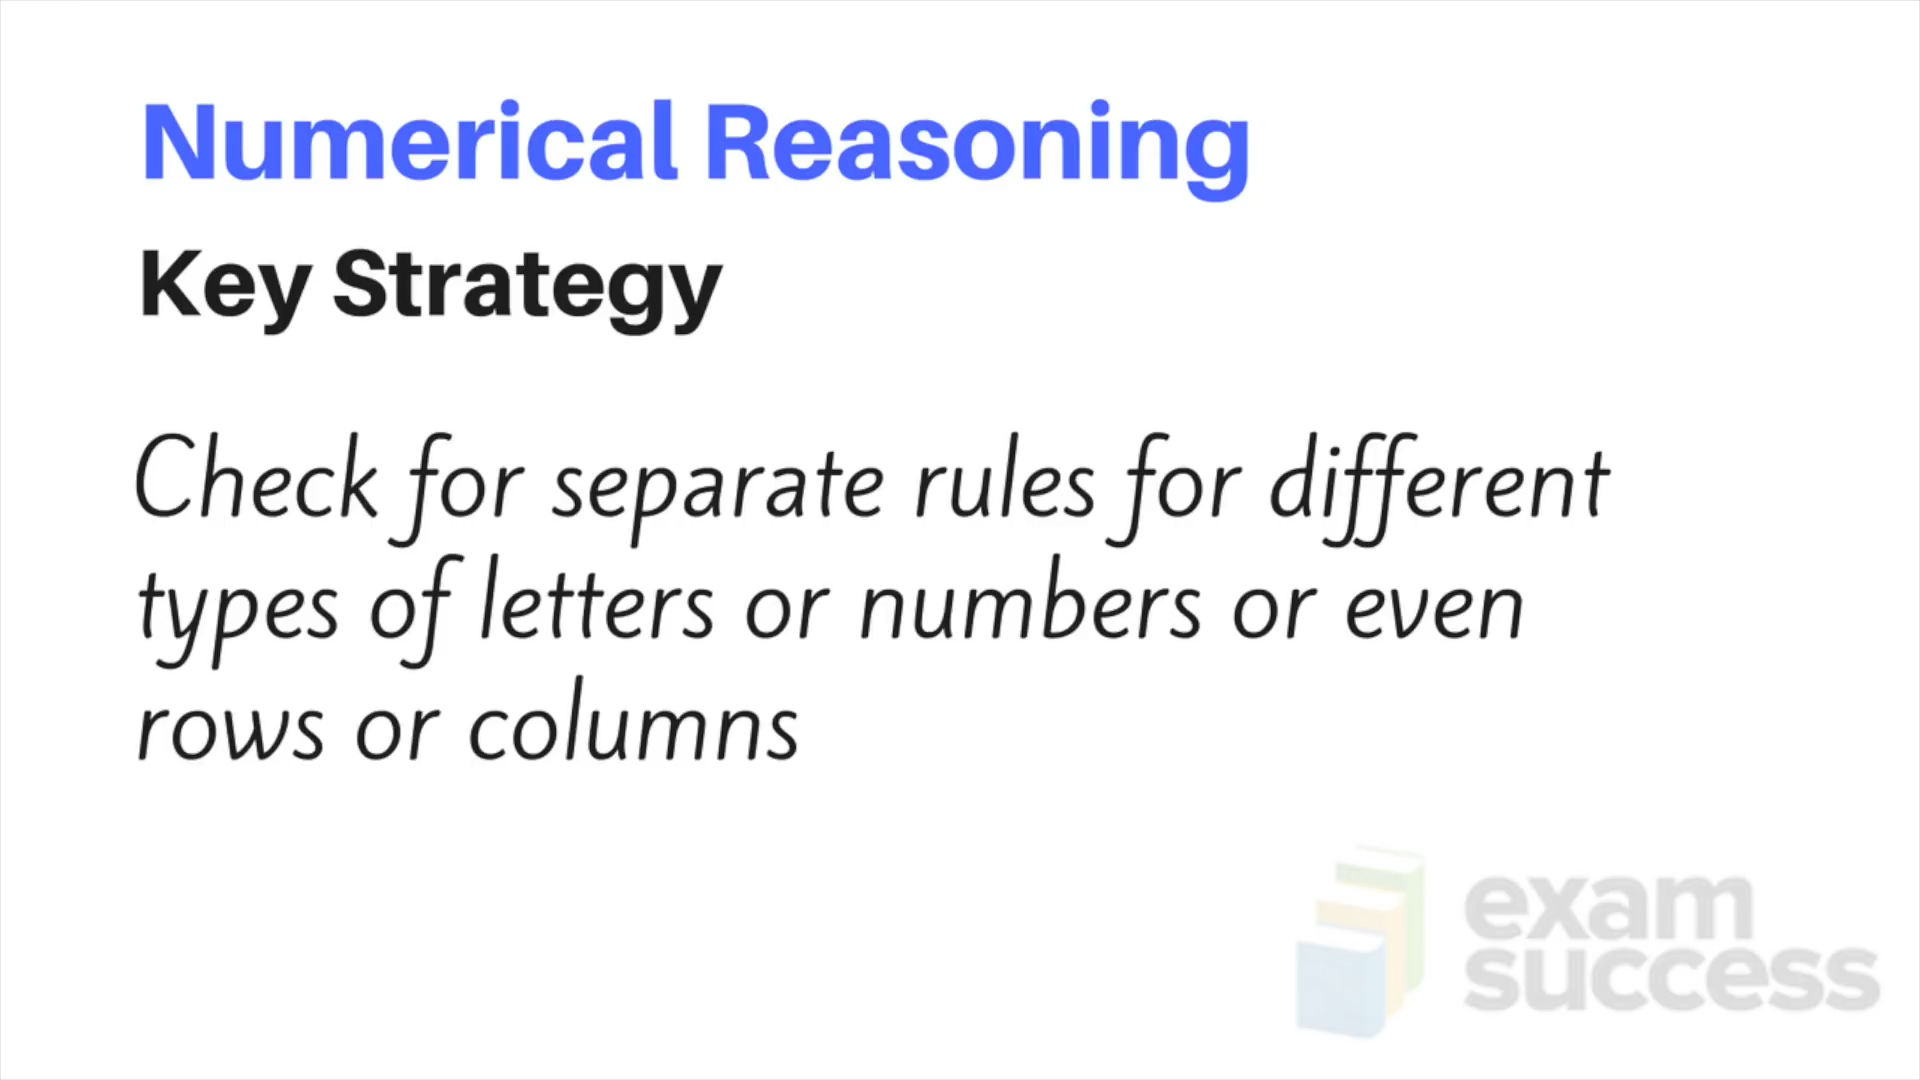 Numerical Reasoning
Key Strategy
Check for separate rules for different
types of letters or numbers or even
rows or columns
exam
success